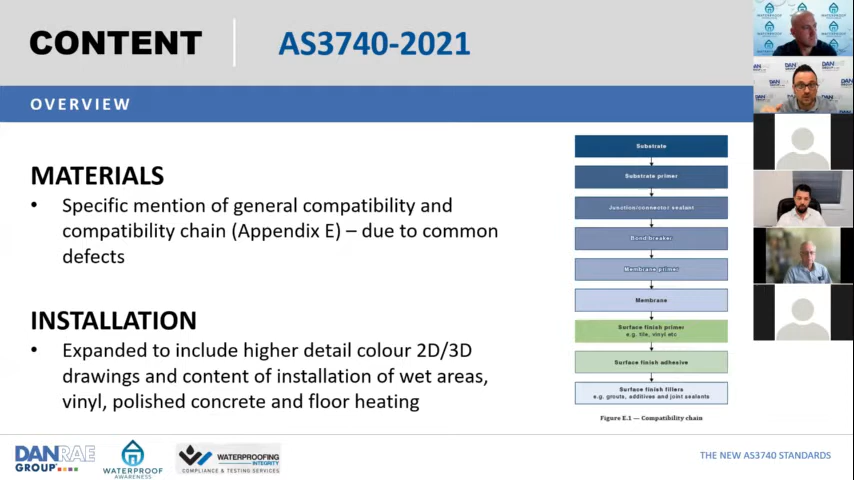 CONTENT
AS3740-2021
OVERVIEW
MATERIALS
• Specific mention of general compatibility and
compatibility chain (Appendix E) – due to common
defects
INSTALLATION
• Expanded to include higher detail colour 2D/3D
drawings and content of installation of wet areas,
vinyl, polished concrete and floor heating
Substrate
Substrate primer
Junction/connector sealant
Bond breaker
Membrane primer
Membrane
Surface finish primer
e.g. tile, vinyl etc
Surface finish adhesive
Surface finish fillers
e.g. grouts, additives and joint sealants
Figure E.1 — Compatibility chain
DANRAE
GROUP
WATERPROOF
AWARENESS
WATERPROOFING
INTEGRITY
COMPLIANCE & TESTING SERVICES
THE NEW AS3740 STANDARDS